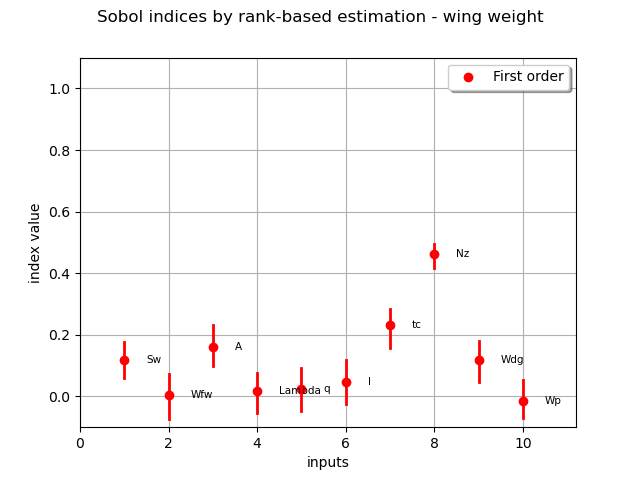 Sobol indices by rank-based estimation - wing weight
First order
1.0
0.8
0.6
0.4
0.2
0.0
index value
Nz
tc
A
Sw
Wdg
l
q
Lambda
Wfw
Wp
0 2 4 6 8 10
inputs